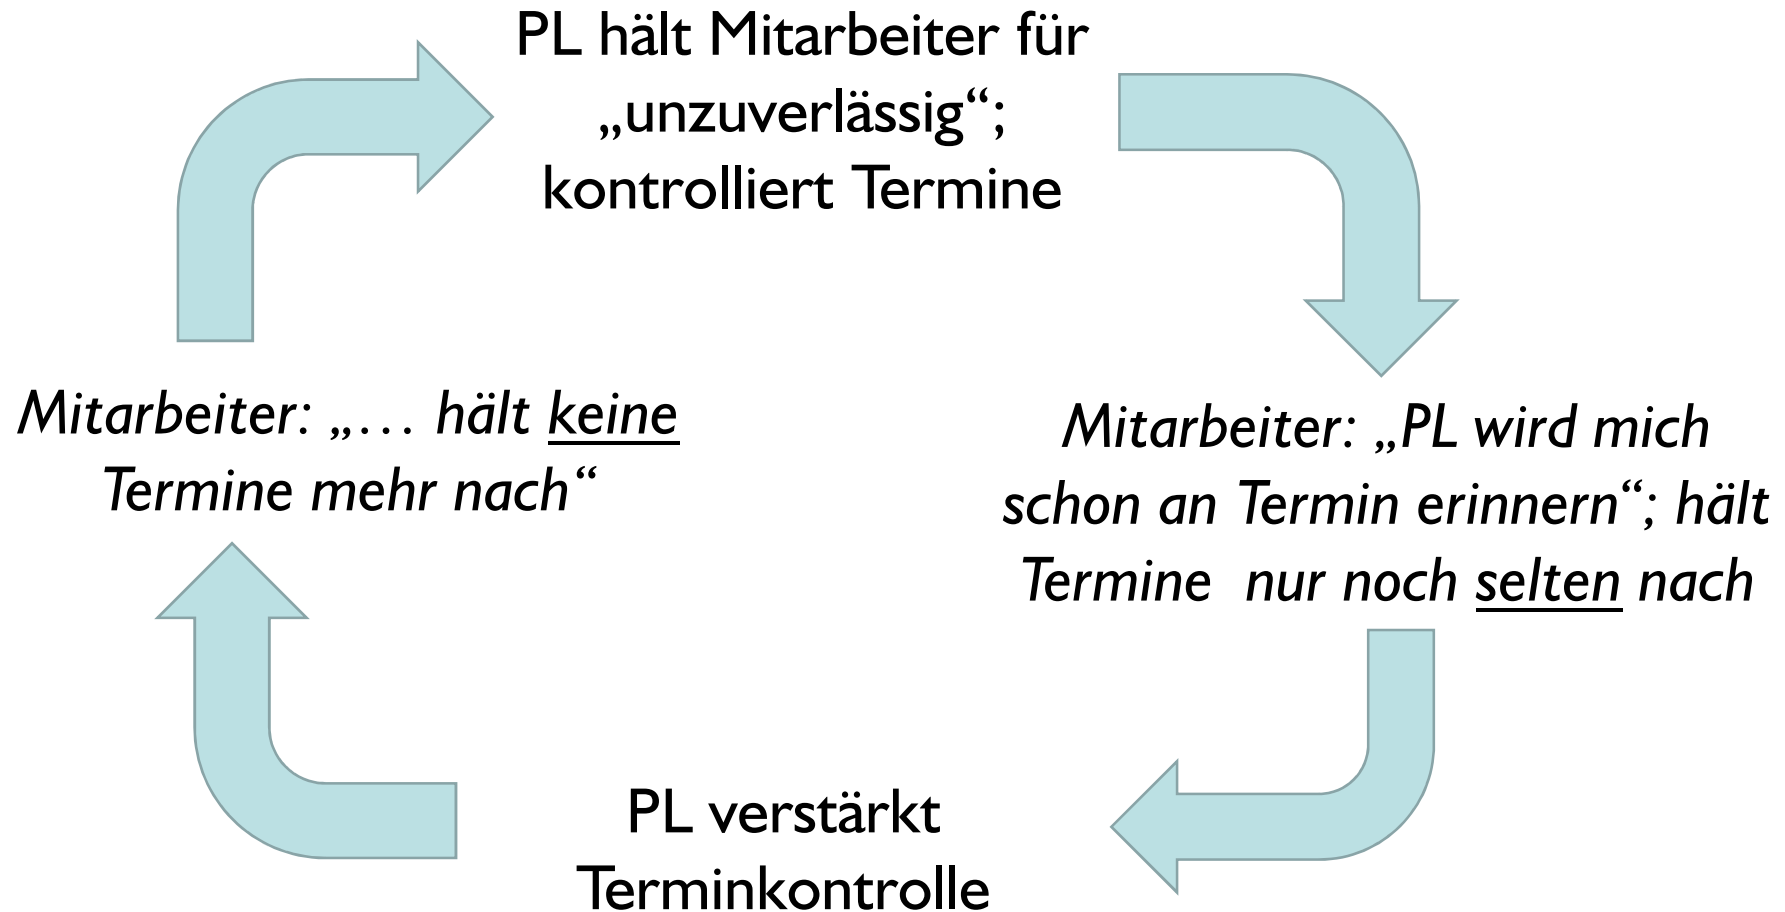 PL hält Mitarbeiter für
„unzuverlässig“;
kontrolliert Termine
Mitarbeiter: „PL wird mich
schon an Termin erinnern“; hält
Termine  nur noch selten nach
PL verstärkt
Terminkontrolle
Mitarbeiter: „… hält keine
Termine mehr nach“